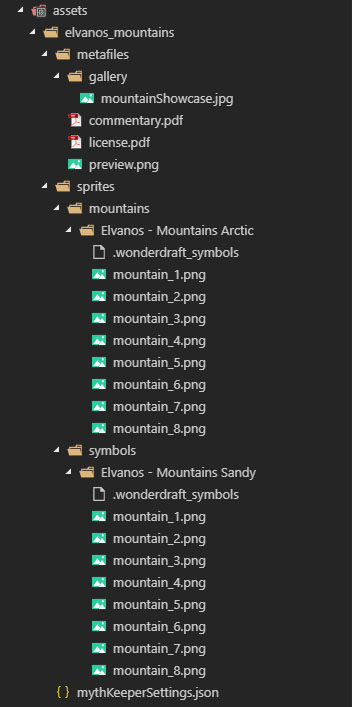 assets
elvanos_mountains
metafiles
gallery
mountainShowcase.jpg
commentary.pdf
license.pdf
preview.png
sprites
mountains
Elvanos - Mountains Arctic
.wonderdraft_symbols
mountain_1.png
mountain_2.png
mountain_3.png
mountain_4.png
mountain_5.png
mountain_6.png
mountain_7.png
mountain_8.png
symbols
Elvanos - Mountains Sandy
.wonderdraft_symbols
mountain_1.png
mountain_2.png
mountain_3.png
mountain_4.png
mountain_5.png
mountain_6.png
mountain_7.png
mountain_8.png
{ } mythKeeperSettings.json